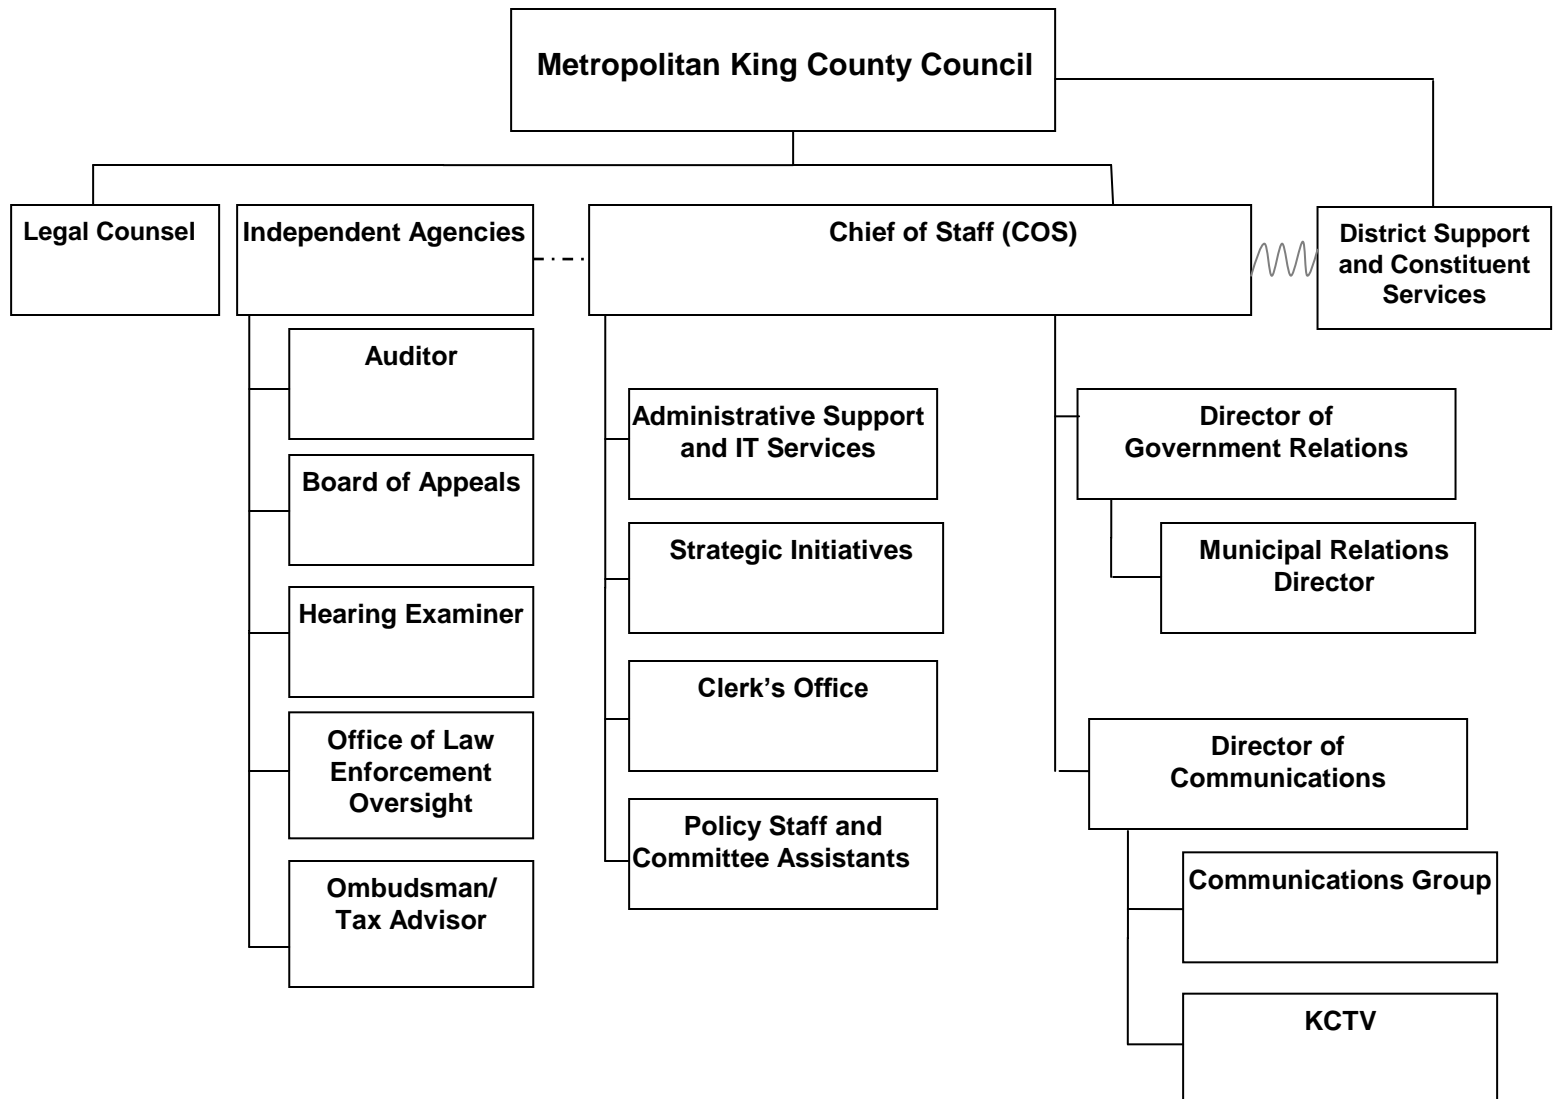 Metropolitan King County Council
Legal Counsel
Independent Agencies
Chief of Staff (COS)
District Support
and Constituent
Services
Auditor
Board of Appeals
Hearing Examiner
Office of Law
Enforcement
Oversight
Ombudsman/
Tax Advisor
Administrative Support
and IT Services
Strategic Initiatives
Clerk’s Office
Policy Staff and
Committee Assistants
Director of
Government Relations
Municipal Relations
Director
Director of
Communications
Communications Group
KCTV